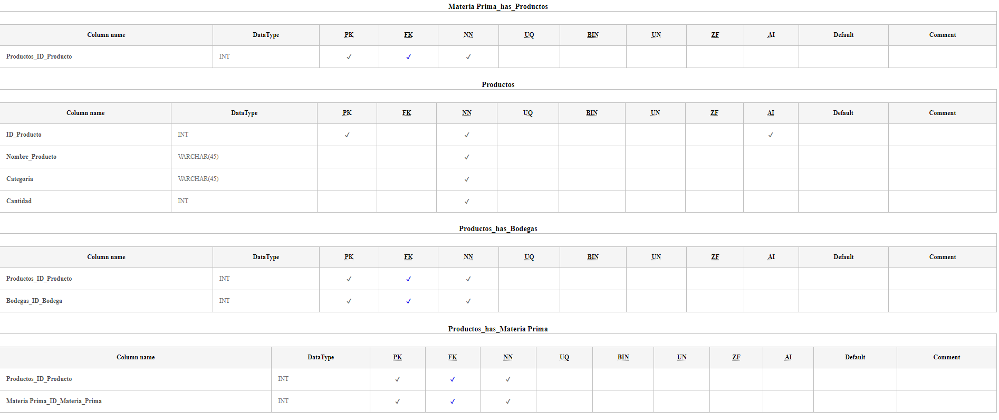 Materia Prima_has_Productos
Column name DataType PK FK NN UQ BIN UN ZF AI Default Comment
Productos_ID_Producto INT ✓ ✓ ✓
Productos
Column name DataType PK FK NN UQ BIN UN ZF AI Default Comment
ID_Producto INT ✓ ✓ ✓
Nombre_Producto VARCHAR(45) ✓
Categoria VARCHAR(45) ✓
Cantidad INT ✓
Productos_has_Bodegas
Column name DataType PK FK NN UQ BIN UN ZF AI Default Comment
Productos_ID_Producto INT ✓ ✓ ✓
Bodegas_ID_Bodega INT ✓ ✓ ✓
Productos_has_Materia Prima
Column name DataType PK FK NN UQ BIN UN ZF AI Default Comment
Productos_ID_Producto INT ✓ ✓ ✓
Materia Prima_ID_Materia_Prima INT ✓ ✓ ✓